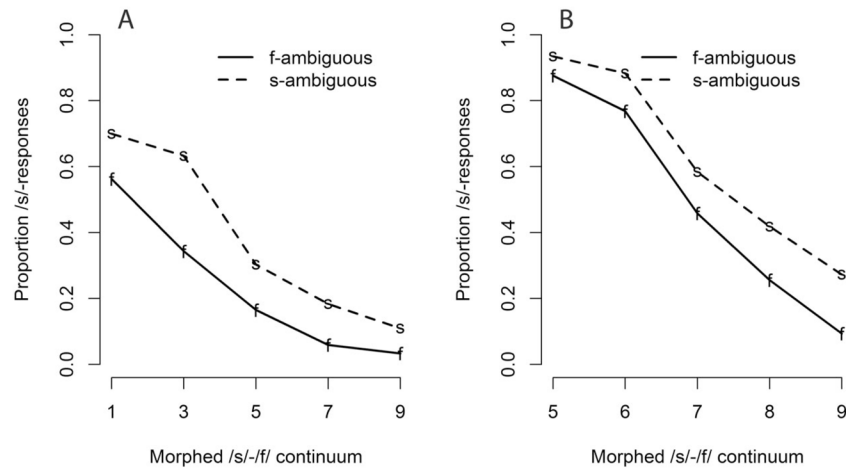 A
f-ambiguous
s-ambiguous
Proportion /s/-responses
1.0
0.8
0.6
0.4
0.2
0.0
s
s
s
s
s
f
f
f
f
f
1 3 5 7 9
Morphed /s/-/f/ continuum
B
f-ambiguous
s-ambiguous
Proportion /s/-responses
1.0
0.8
0.6
0.4
0.2
0.0
s
s
s
s
s
f
f
f
f
f
5 6 7 8 9
Morphed /s/-/f/ continuum